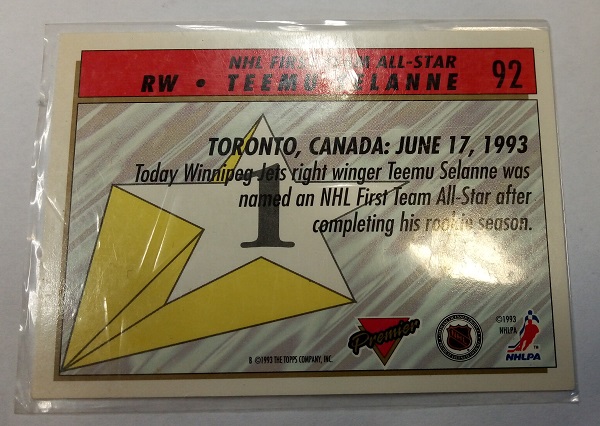 NHL FIRST TEAM ALL-STAR
RW • TEEMU SELANNE 92
TORONTO, CANADA: JUNE 17, 1993
Today Winnipeg Jets right winger Teemu Selanne was
named an NHL First Team All-Star after
completing his rookie season.
1
Premier
©1993
NHLPA
NHLPA
B ©1993 THE TOPPS COMPANY, INC.